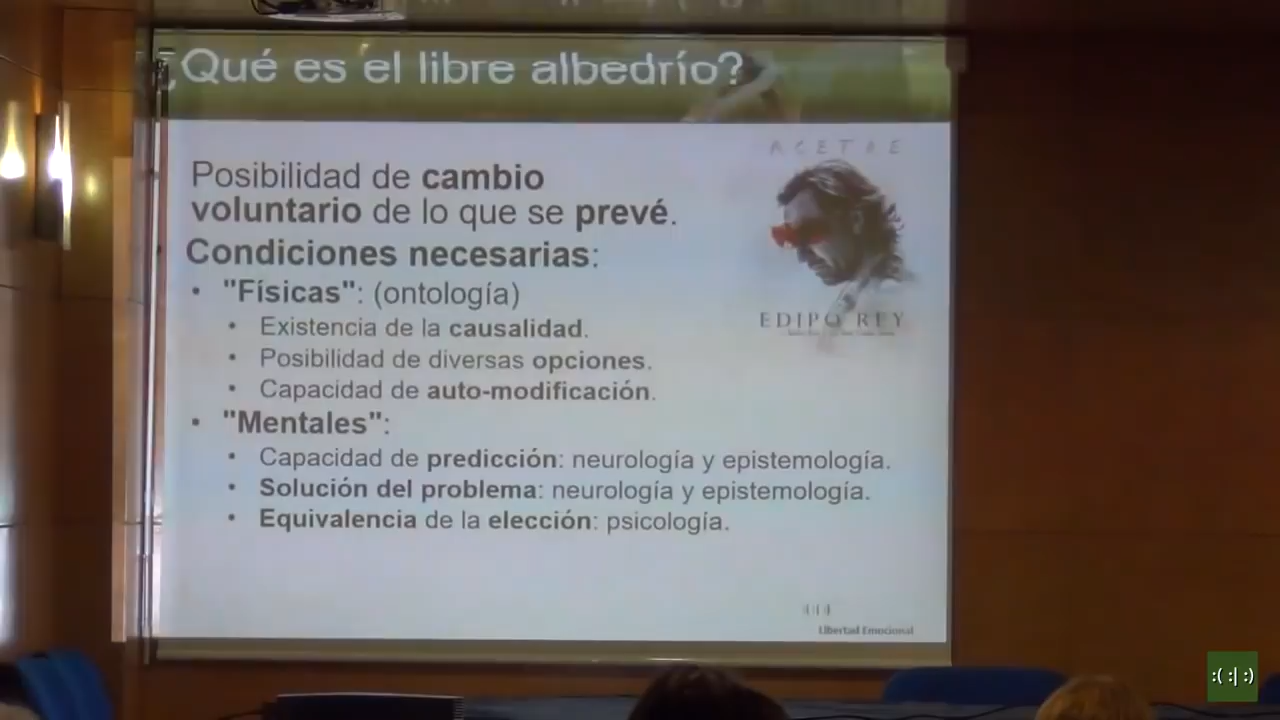 ¿Qué es el libre albedrío?
ACETRE
Posibilidad de cambio
voluntario de lo que se prevé.
Condiciones necesarias:
• "Físicas": (ontología)
EDIPO REY
• Existencia de la causalidad.
• Posibilidad de diversas opciones.
• Capacidad de auto-modificación.
• "Mentales":
• Capacidad de predicción: neurología y epistemología.
• Solución del problema: neurología y epistemología.
• Equivalencia de la elección: psicología.
Libertad Emocional
:( :| :)